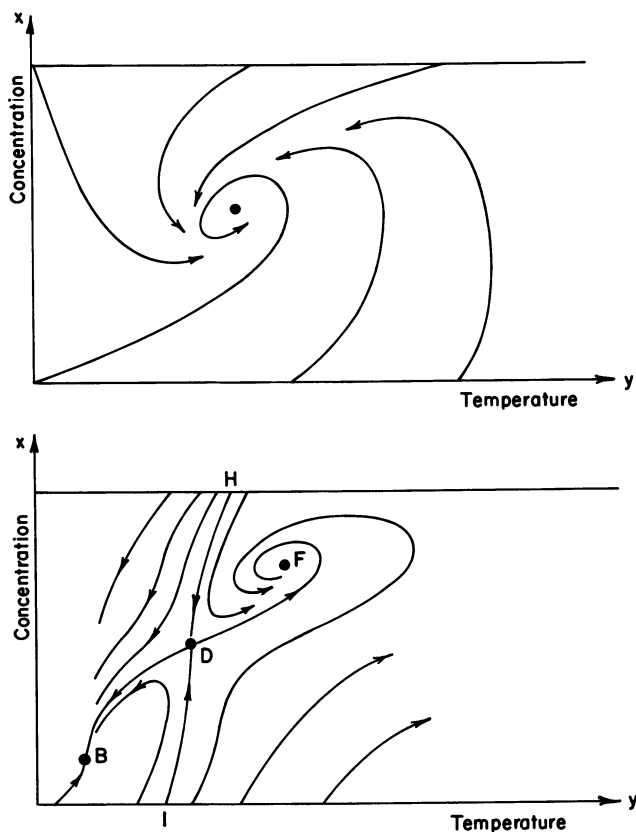 x
Concentration
y
Temperature
x
H
Concentration
F
D
B
I
y
Temperature